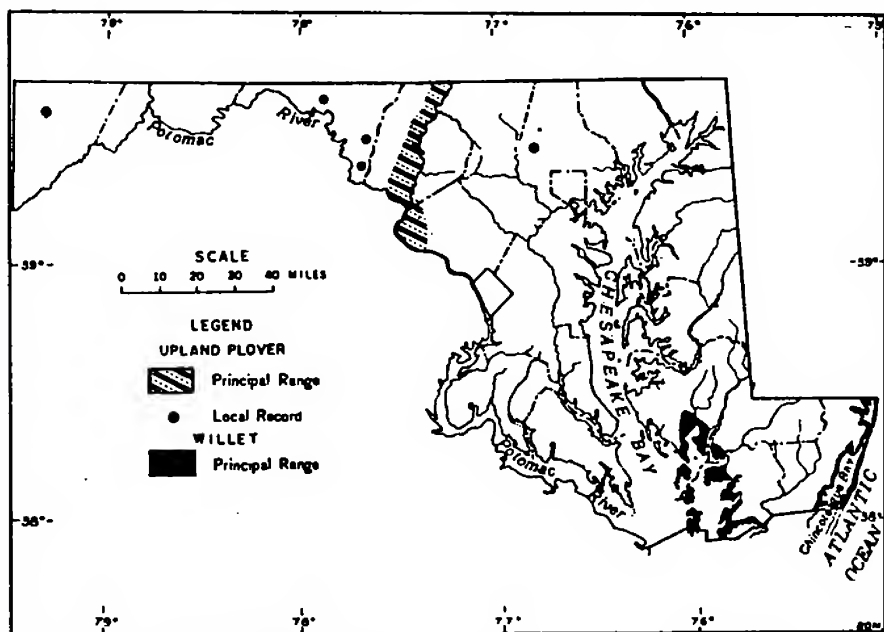 79° 78° 77° 76° 75
Potomac River
39° 39°
SCALE
0 10 20 30 40 MILES
LEGEND
UPLAND PLOVER
Principal Range
Local Record
WILLET
Principal Range
CHESAPEAKE BAY
Potomac River
Chincoteague Bay
ATLANTIC OCEAN
38° 38°
79° 78° 77° 76°